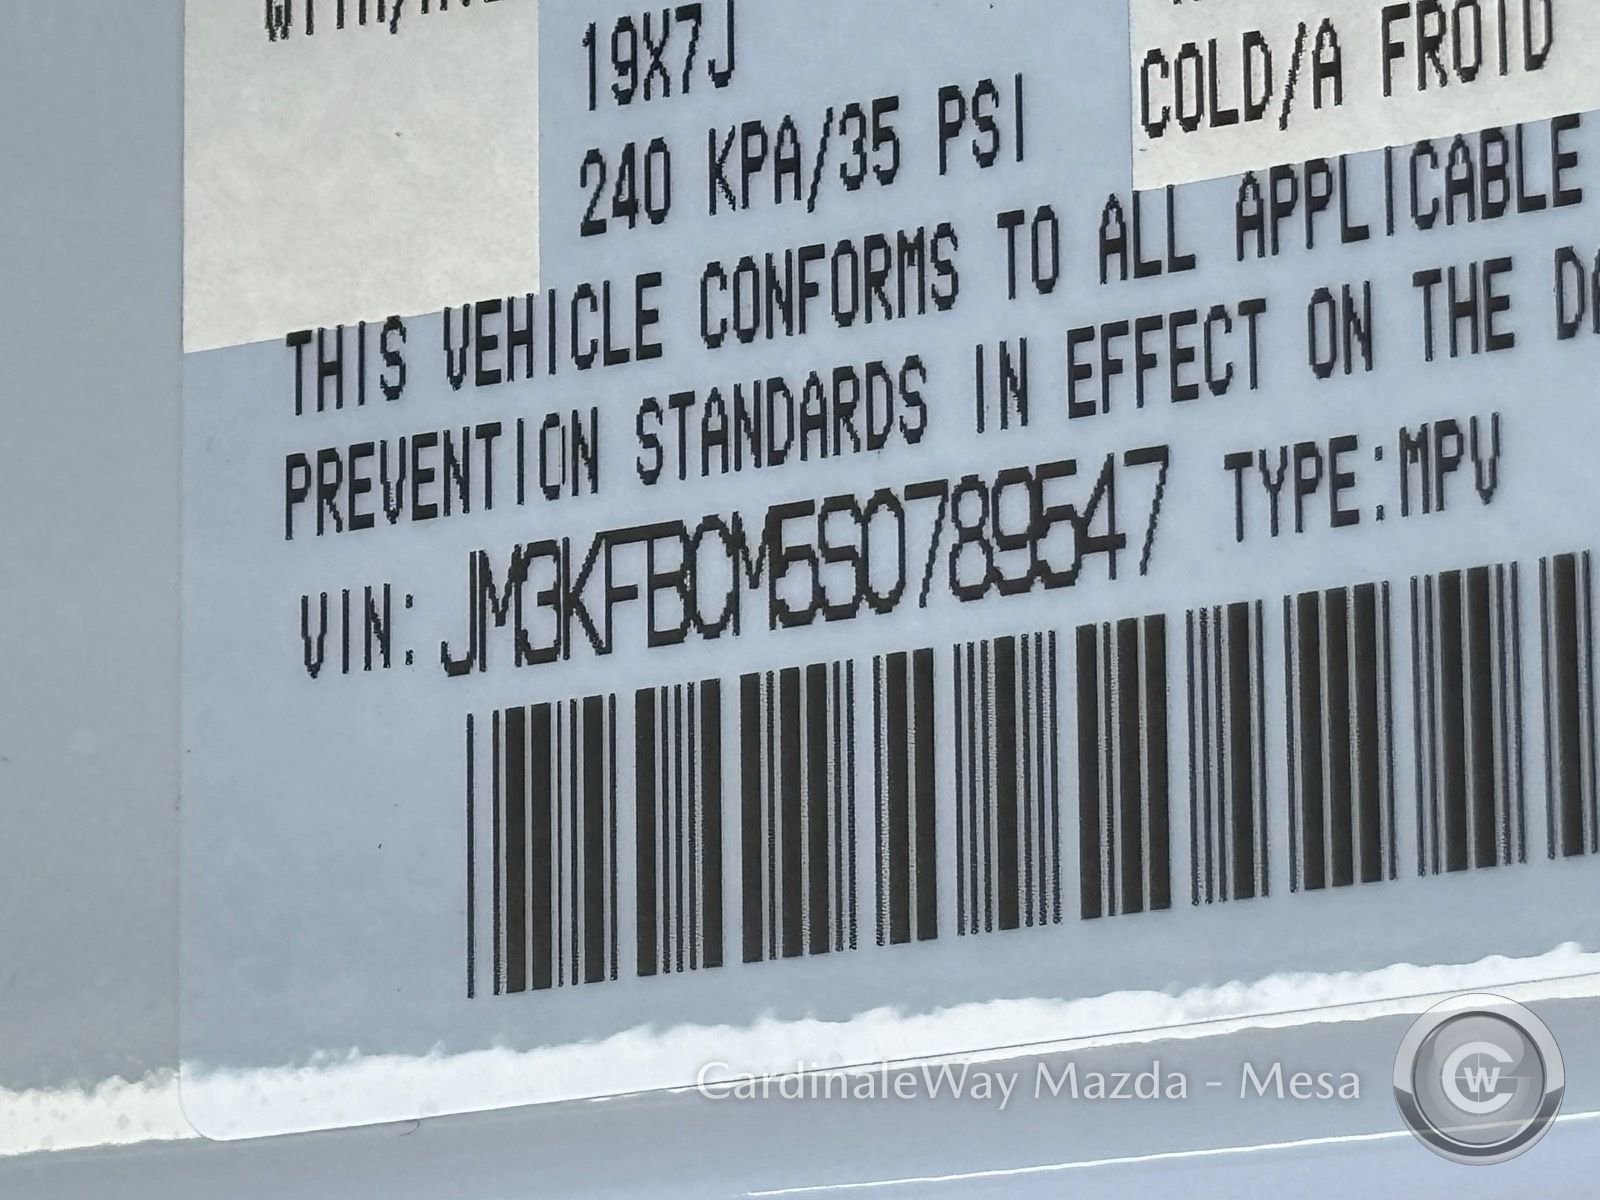 19X7J
COLD/A FROID
240 KPA/35 PSI
THIS VEHICLE CONFORMS TO ALL APPLICABLE
PREVENTION STANDARDS IN EFFECT ON THE
VIN: JM3KFBCM5S0789547 TYPE:MPV
CardinaleWay Mazda - Mesa
CW